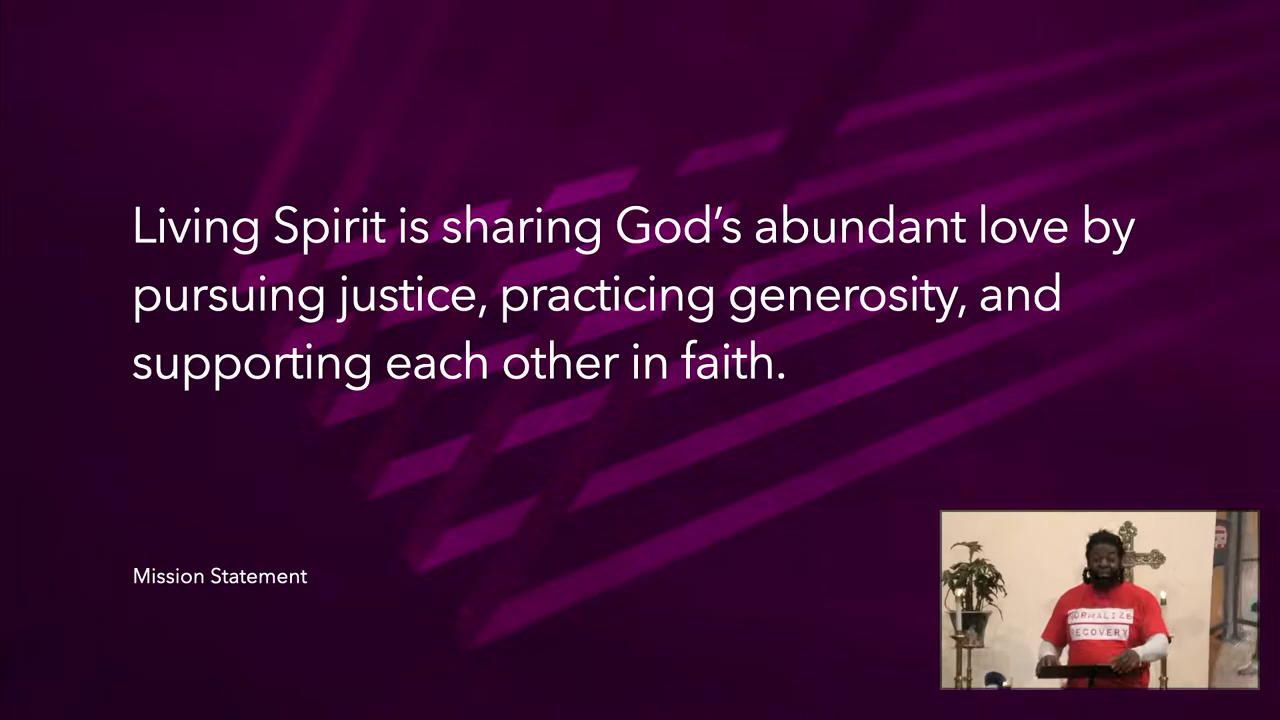 Living Spirit is sharing God’s abundant love by
pursuing justice, practicing generosity, and
supporting each other in faith.
Mission Statement
NORMALIZE
RECOVERY